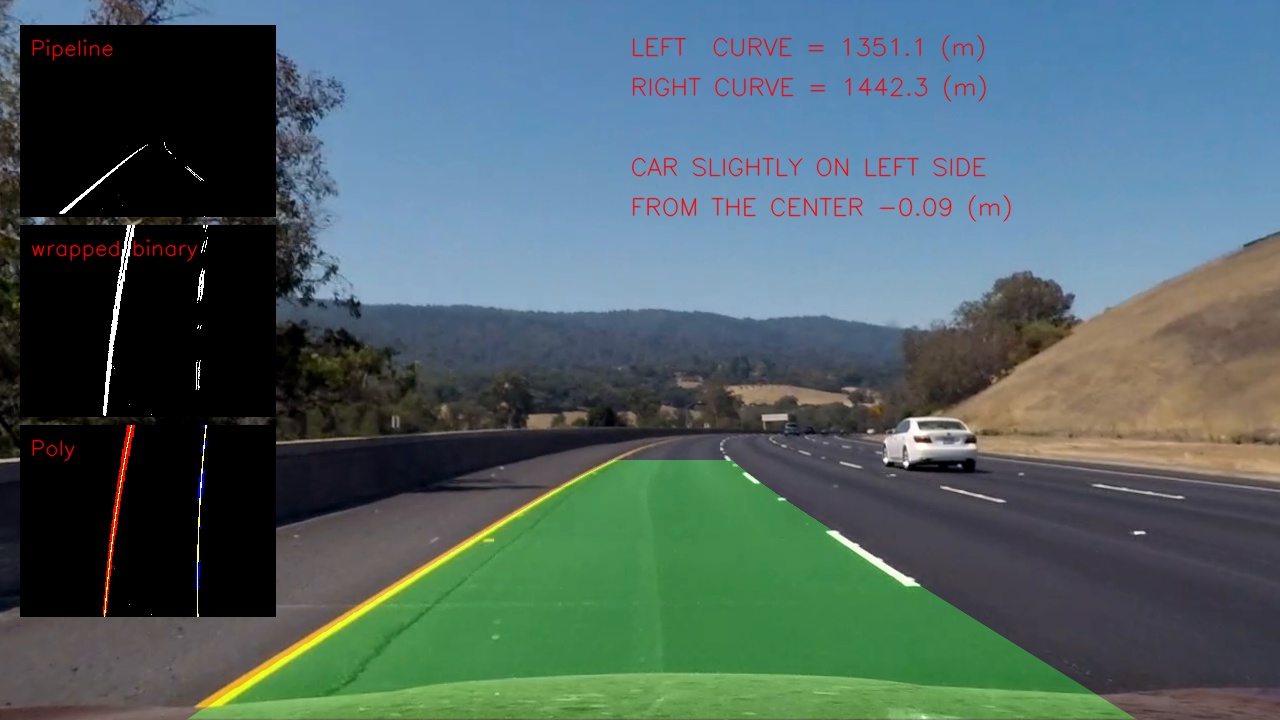 Pipeline
LEFT CURVE = 1351.1 (m)
RIGHT CURVE = 1442.3 (m)
CAR SLIGHTLY ON LEFT SIDE
FROM THE CENTER -0.09 (m)
wrapped binary
Poly